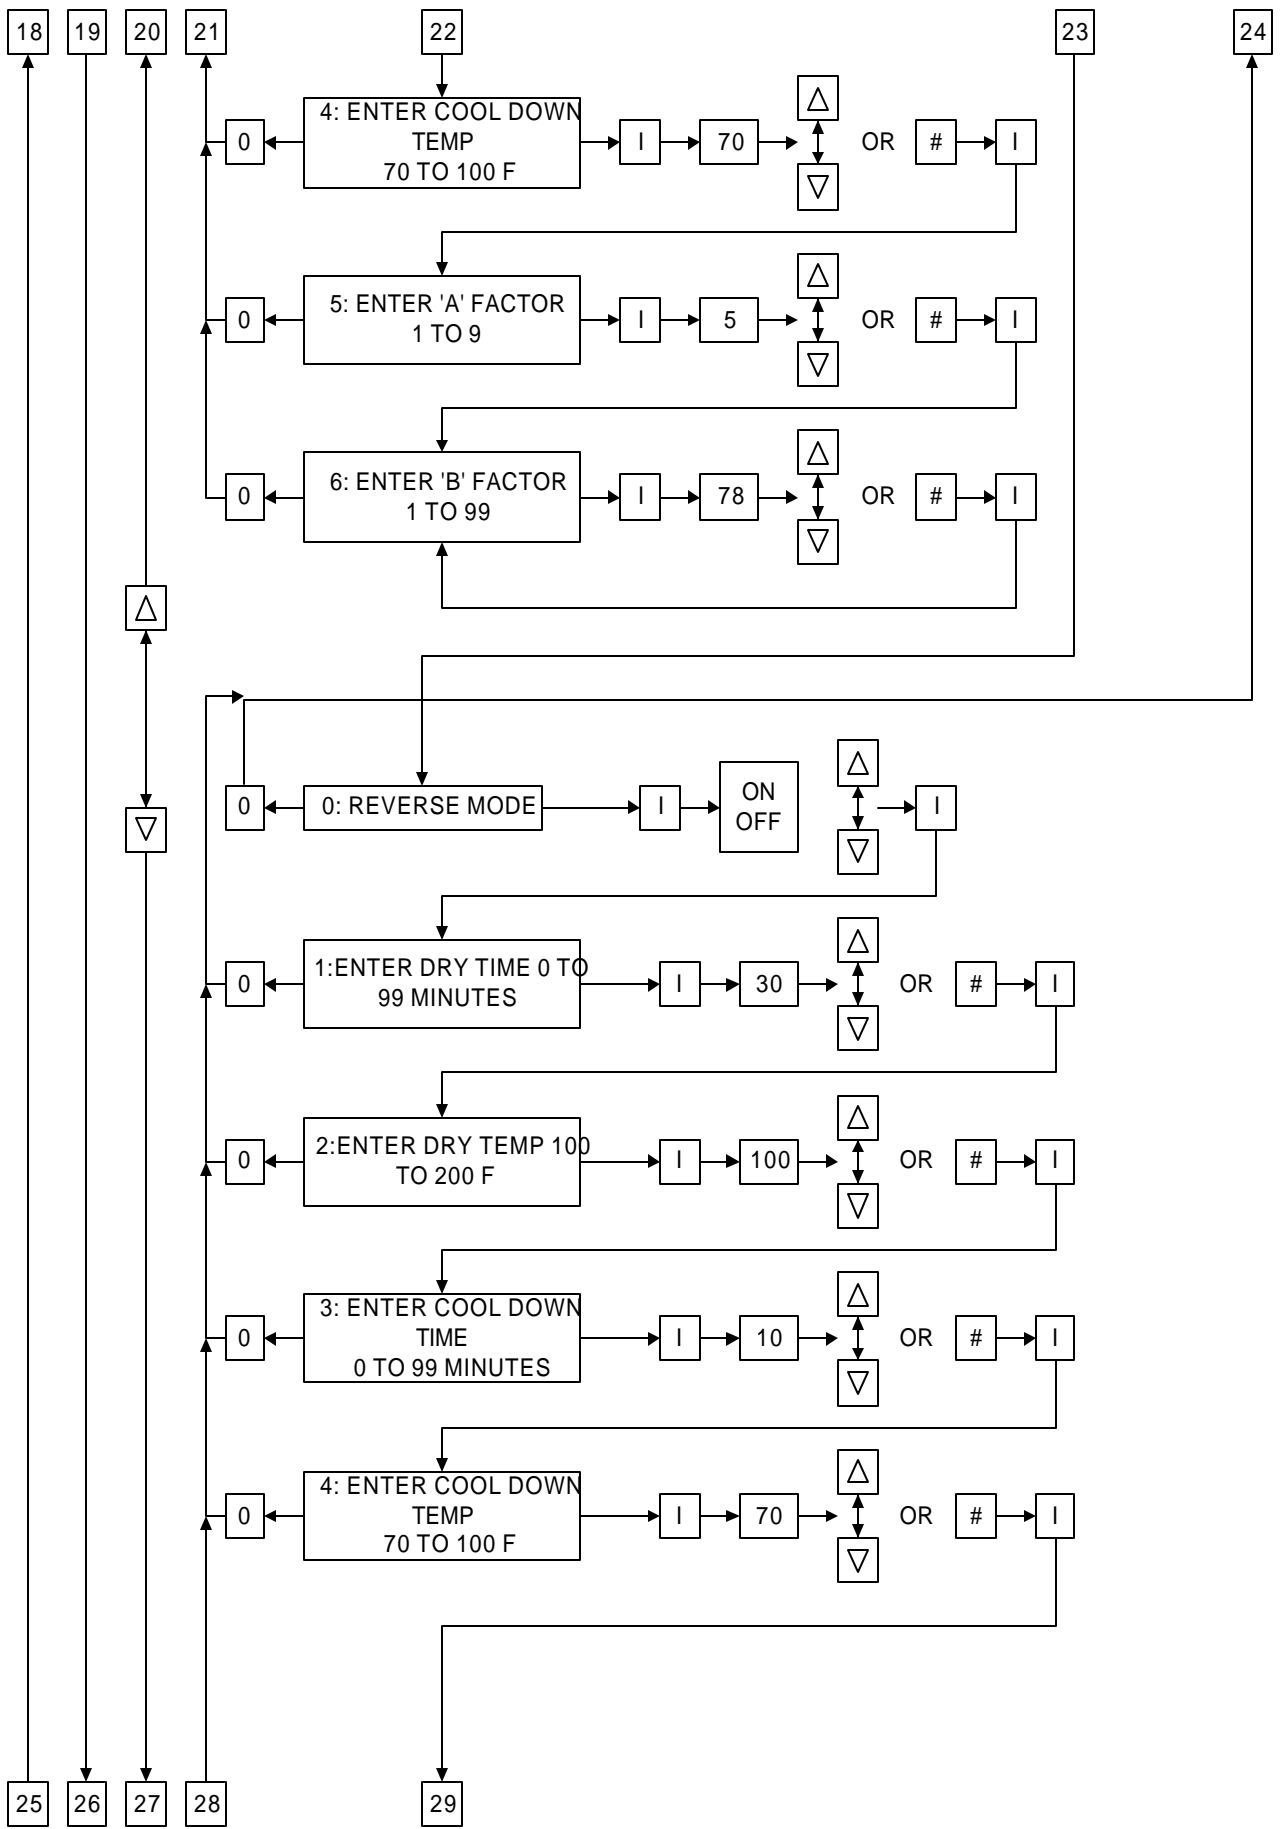 18 19 20 21 22 23 24
4: ENTER COOL DOWN
TEMP
70 TO 100 F
0 I 70 OR # I
5: ENTER 'A' FACTOR
1 TO 9
0 I 5 OR # I
6: ENTER 'B' FACTOR
1 TO 99
0 I 78 OR # I
0 0: REVERSE MODE I
ON
OFF
I
1:ENTER DRY TIME 0 TO
99 MINUTES
0 I 30 OR # I
2:ENTER DRY TEMP 100
TO 200 F
0 I 100 OR # I
3: ENTER COOL DOWN
TIME
0 TO 99 MINUTES
0 I 10 OR # I
4: ENTER COOL DOWN
TEMP
70 TO 100 F
0 I 70 OR # I
25 26 27 28 29